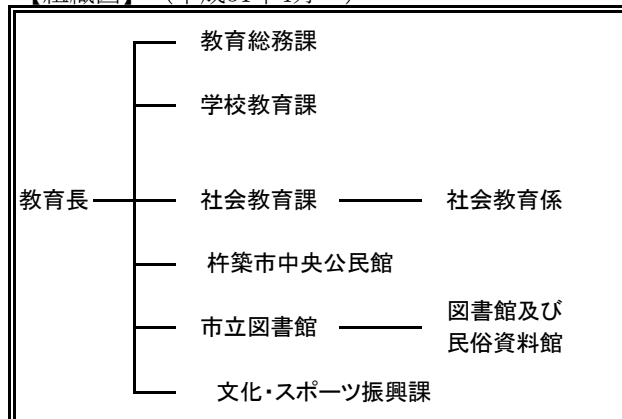 教育総務課
学校教育課
教育長
社会教育課
社会教育係
杵築市中央公民館
市立図書館
図書館及び
民俗資料館
文化・スポーツ振興課